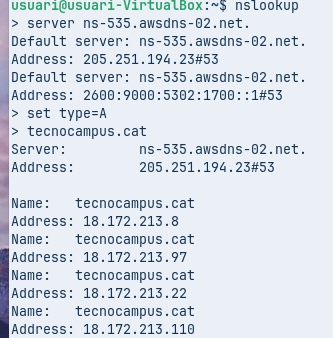 usuari@usuari-VirtualBox:~$ nslookup
> server ns-535.awsdns-02.net.
Default server: ns-535.awsdns-02.net.
Address: 205.251.194.23#53
Default server: ns-535.awsdns-02.net.
Address: 2600:9000:5302:1700::1#53
> set type=A
> tecnocampus.cat
Server:         ns-535.awsdns-02.net.
Address:        205.251.194.23#53

Name:   tecnocampus.cat
Address: 18.172.213.8
Name:   tecnocampus.cat
Address: 18.172.213.97
Name:   tecnocampus.cat
Address: 18.172.213.22
Name:   tecnocampus.cat
Address: 18.172.213.110